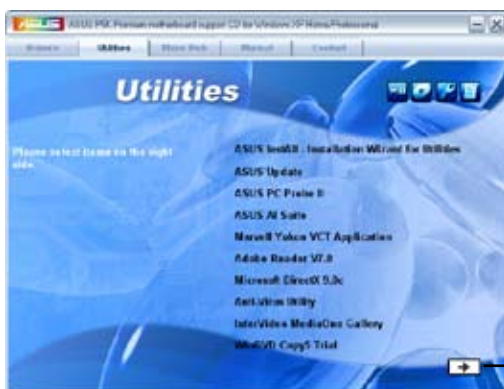 ASUS
ASUS P5K Premium motherboard support CD for Windows XP Home/Professional
Drivers
Utilities
Make Disk
Manual
Contact
Utilities
Please select items on the right
side.
ASUS InstAll - Installation Wizard for Utilities
ASUS Update
ASUS PC Probe II
ASUS AI Suite
Marvell Yukon VCT Application
Adobe Reader V7.0
Microsoft DirectX 9.0c
Anti-Virus Utility
InterVideo MediaOne Gallery
WinDVD Copy5 Trial